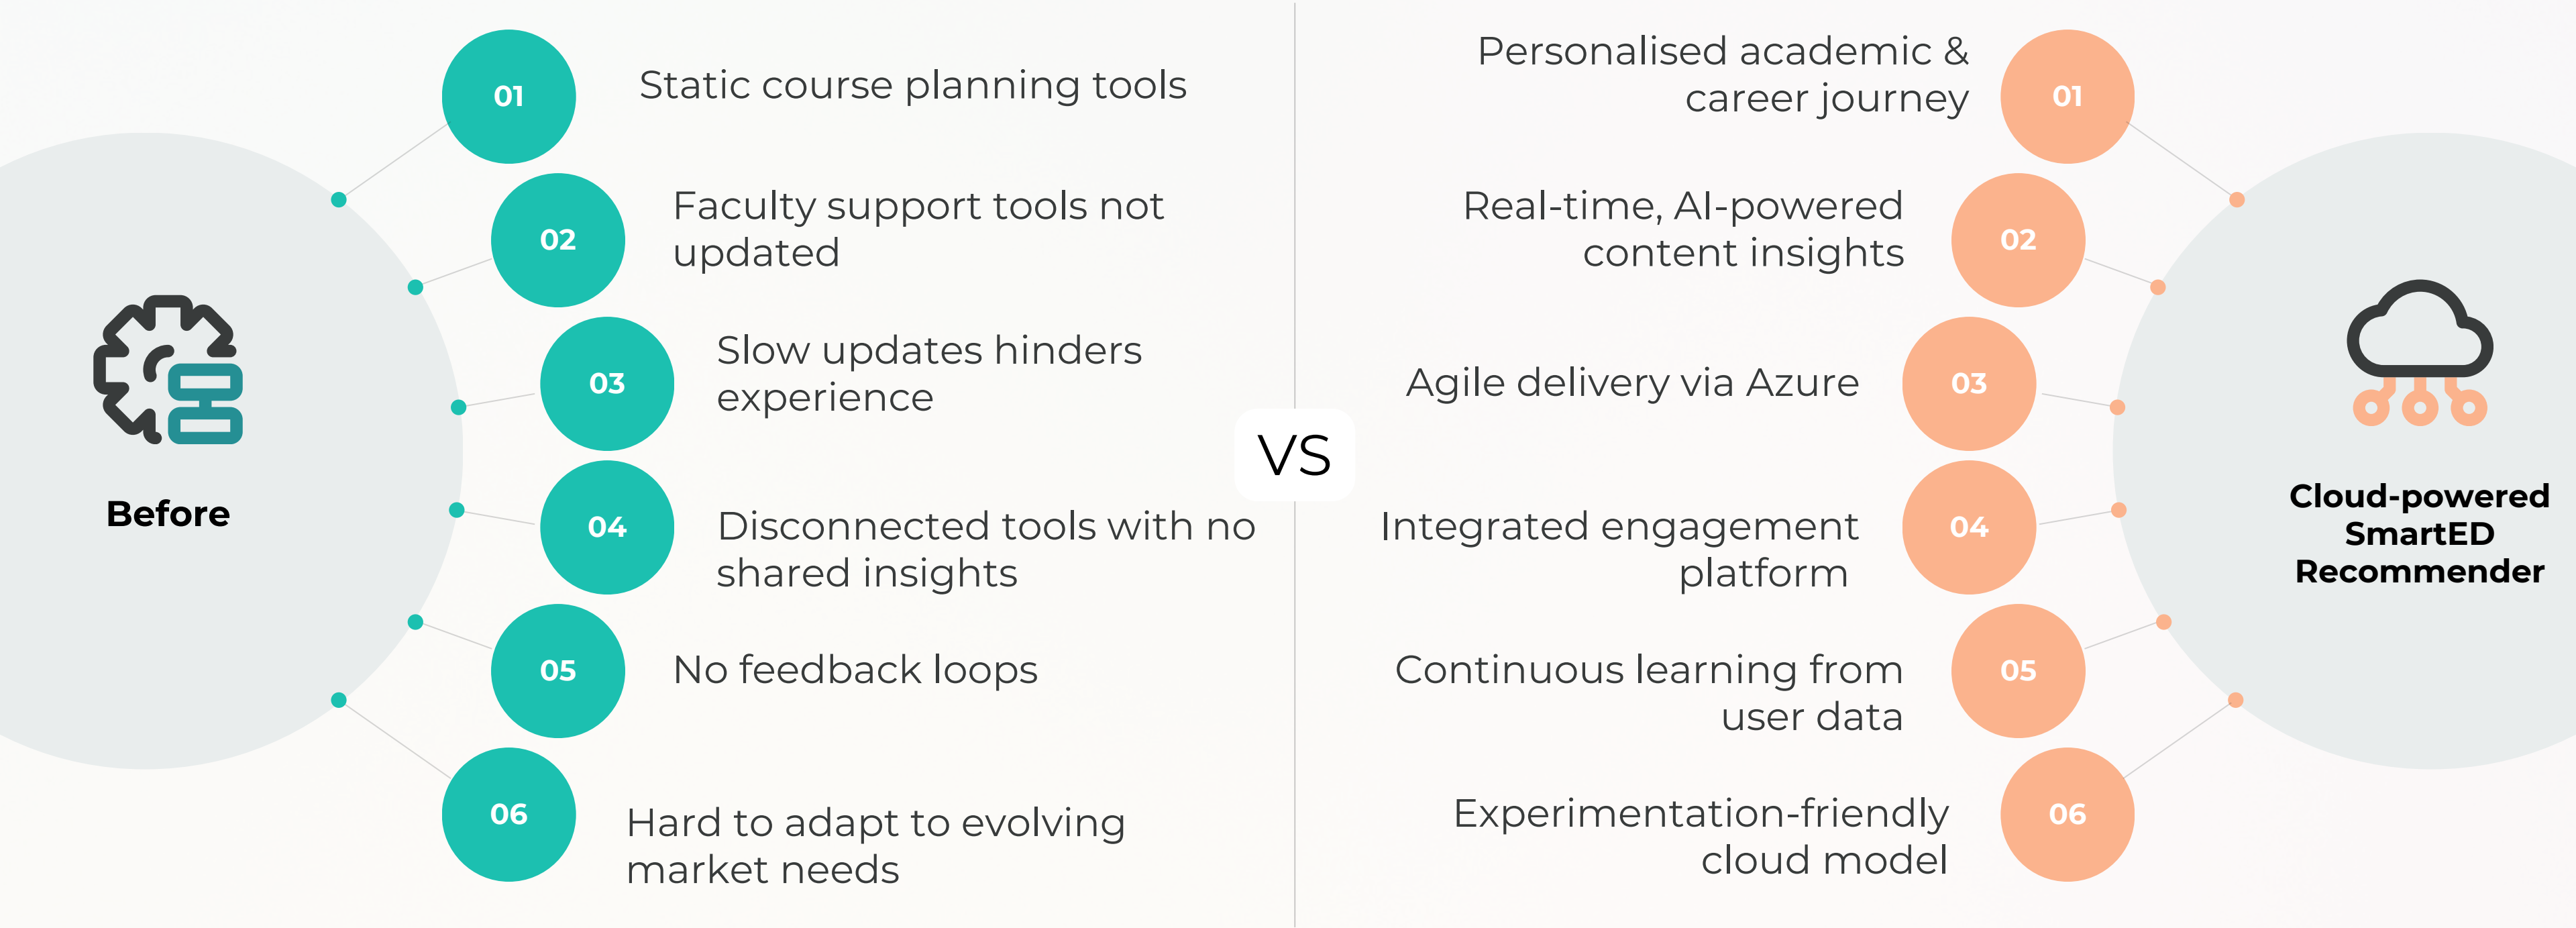 Before
01
Static course planning tools
02
Faculty support tools not
updated
03
Slow updates hinders
experience
04
Disconnected tools with no
shared insights
05
No feedback loops
06
Hard to adapt to evolving
market needs
VS
Personalised academic &
career journey
01
Real-time, AI-powered
content insights
02
Agile delivery via Azure
03
Integrated engagement
platform
04
Continuous learning from
user data
05
Experimentation-friendly
cloud model
06
Cloud-powered
SmartED
Recommender